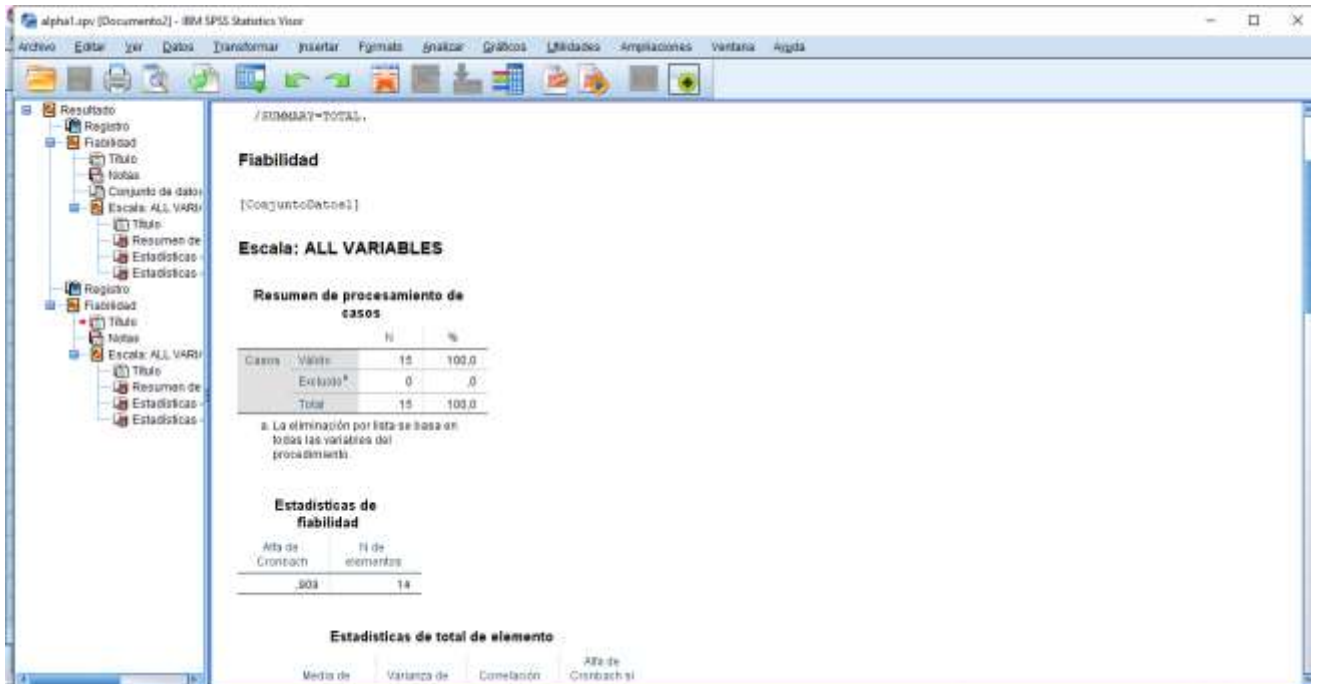 alpha1.spv [Documento2] - IBM SPSS Statistics Visor
Archivo Editar Ver Datos Transformar Insertar Formato Analizar Gráficos Utilidades Ampliaciones Ventana Ayuda
Resultado
Registro
Fiabilidad
Título
Notas
Conjunto de datos
Escala: ALL VARI
Título
Resumen de
Estadísticas
Estadísticas
Registro
Fiabilidad
Título
Notas
Escala: ALL VARI
Título
Resumen de
Estadísticas
Estadísticas
/SUMMARY=TOTAL.
Fiabilidad
[ConjuntoDatos1]
Escala: ALL VARIABLES
Resumen de procesamiento de
casos
N %
Casos Válido 15 100,0
Excluido a 0 ,0
Total 15 100,0
a. La eliminación por lista se basa en
todas las variables del
procedimiento.
Estadísticas de
fiabilidad
Alfa de N de
Cronbach elementos
14
Estadísticas de total de elemento
Alfa de
Media de Varianza de Correlación Cronbach si